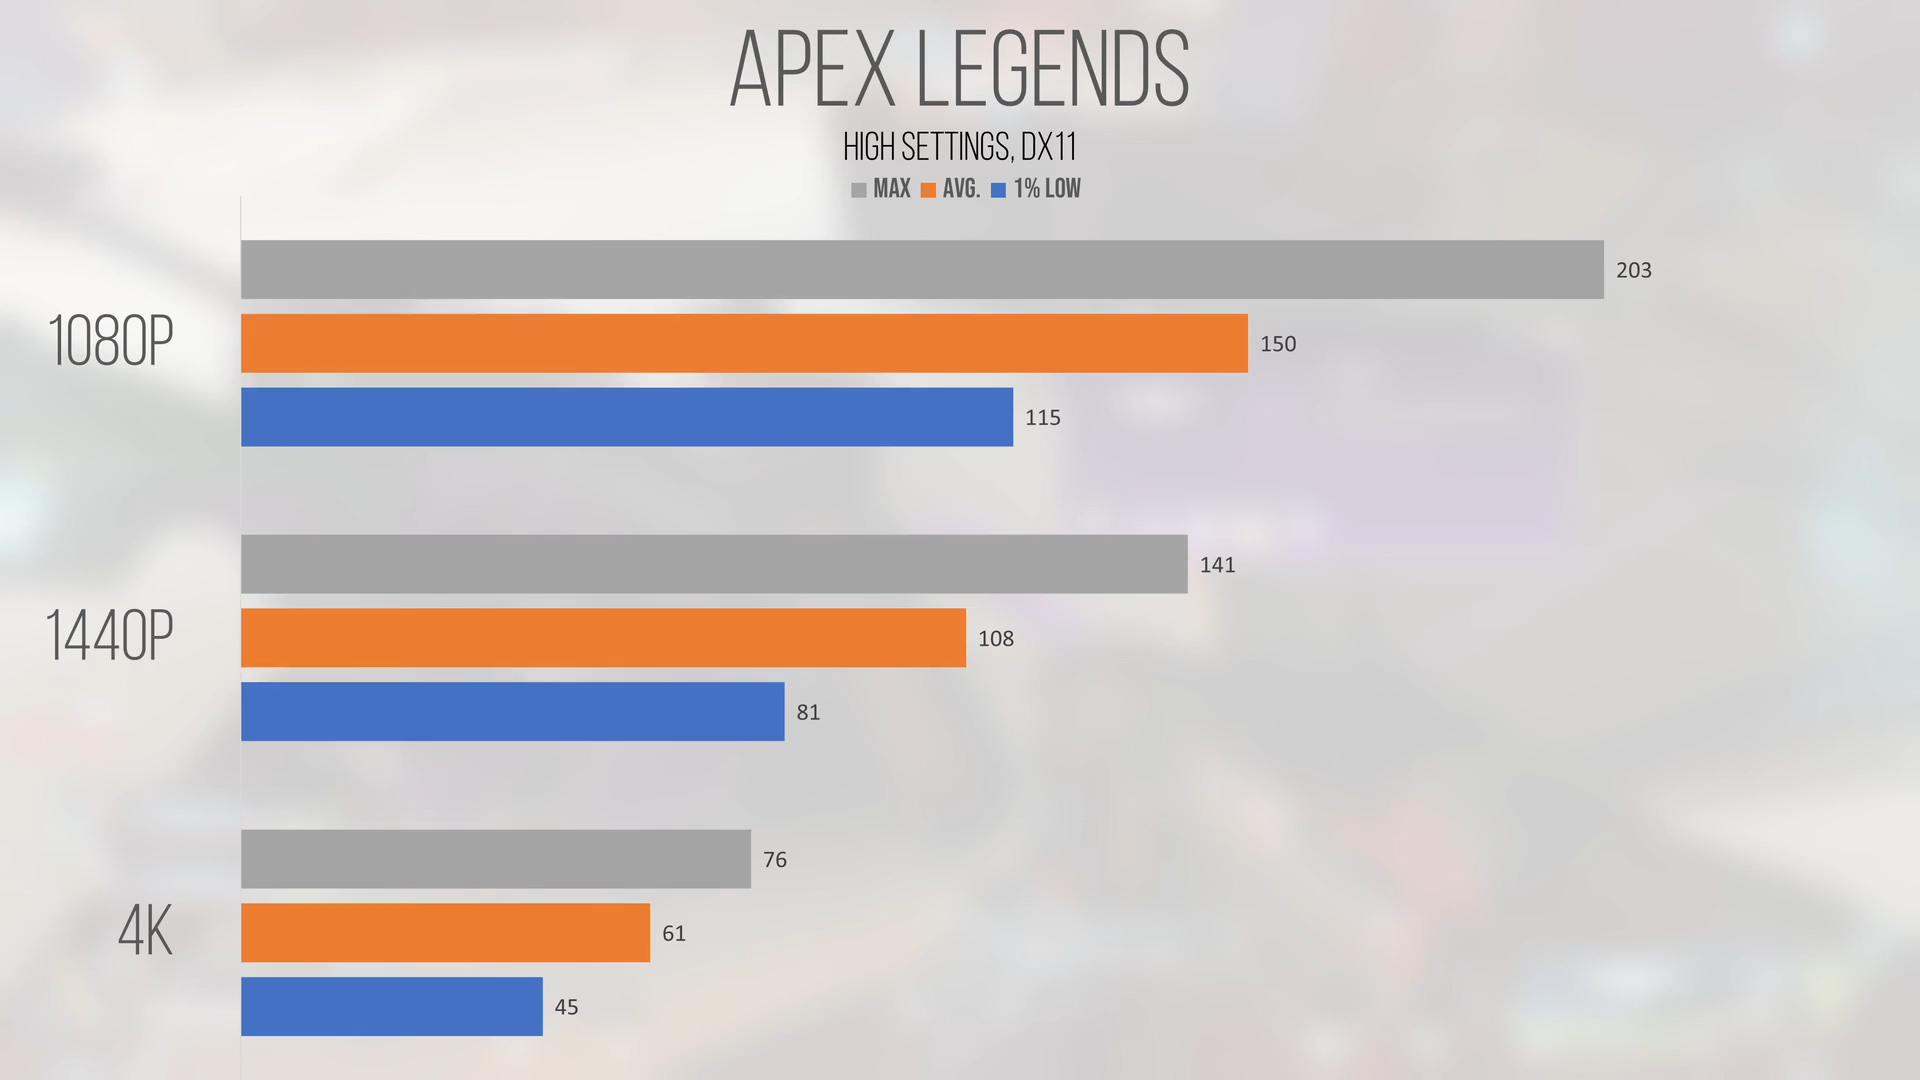 APEX LEGENDS
HIGH SETTINGS, DX11
MAX AVG. 1% LOW
203
1080P
150
115
141
1440P
108
81
76
4K
61
45